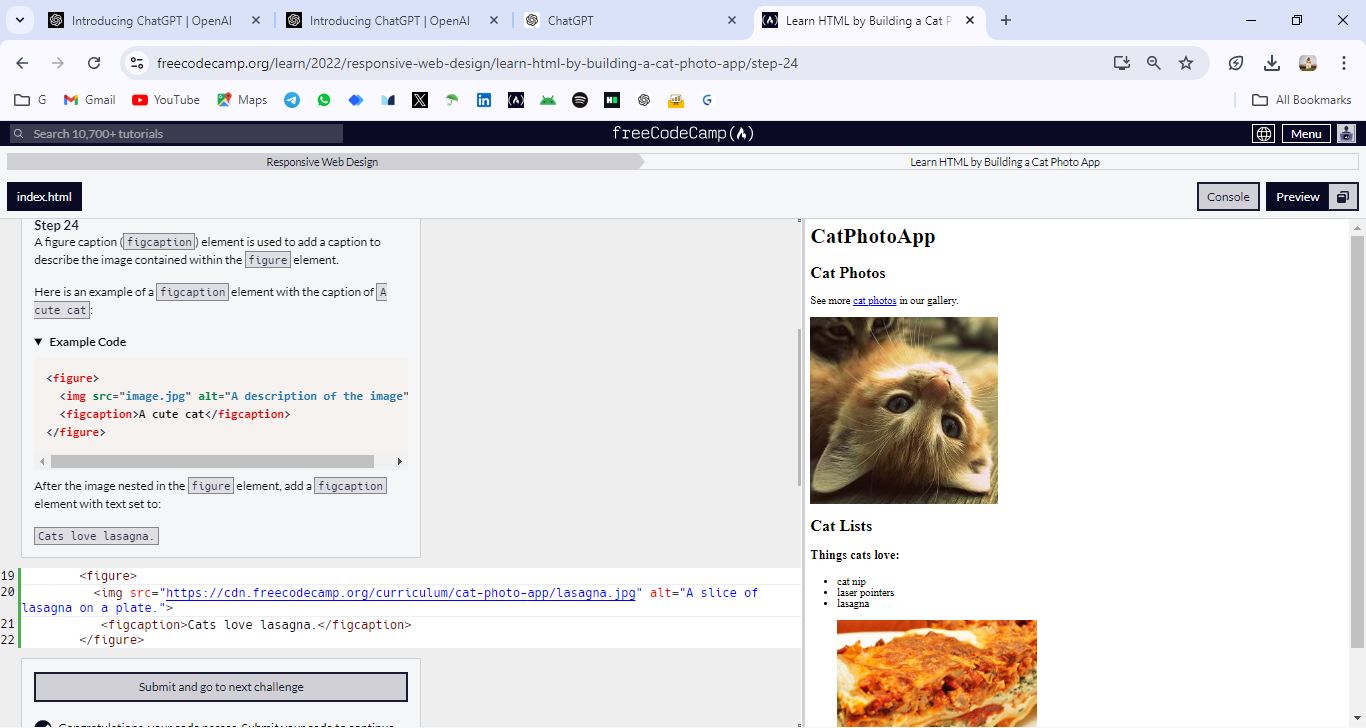 Introducing ChatGPT | OpenAI
Introducing ChatGPT | OpenAI
ChatGPT
Learn HTML by Building a Cat P
freecodecamp.org/learn/2022/responsive-web-design/learn-html-by-building-a-cat-photo-app/step-24
G
Gmail
YouTube
Maps
All Bookmarks
Search 10,700+ tutorials
freeCodeCamp
Menu
Responsive Web Design
Learn HTML by Building a Cat Photo App
index.html
Console
Preview
Step 24
A figure caption (figcaption) element is used to add a caption to
describe the image contained within the figure element.
Here is an example of a figcaption element with the caption of A
cute cat:
Example Code
<figure>
<img src="image.jpg" alt="A description of the image"
<figcaption>A cute cat</figcaption>
</figure>
After the image nested in the figure element, add a figcaption
element with text set to:
Cats love lasagna.
19 <figure>
20 <img src="https://cdn.freecodecamp.org/curriculum/cat-photo-app/lasagna.jpg" alt="A slice of
lasagna on a plate.">
21 <figcaption>Cats love lasagna.</figcaption>
22 </figure>
Submit and go to next challenge
Congratulations, your code passes. Submit your code to continue.
CatPhotoApp
Cat Photos
See more cat photos in our gallery.
Cat Lists
Things cats love:
cat nip
laser pointers
lasagna